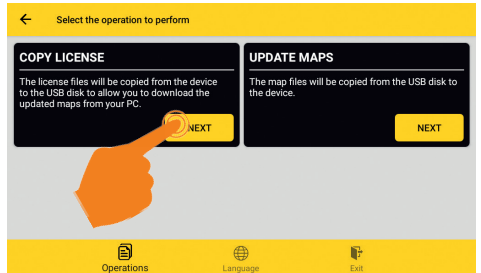 Select the operation to perform
COPY LICENSE
The license files will be copied from the device
to the USB disk to allow you to download the
updated maps from your PC.
NEXT
UPDATE MAPS
The map files will be copied from the USB disk to
the device.
NEXT
Operations
Language
Exit